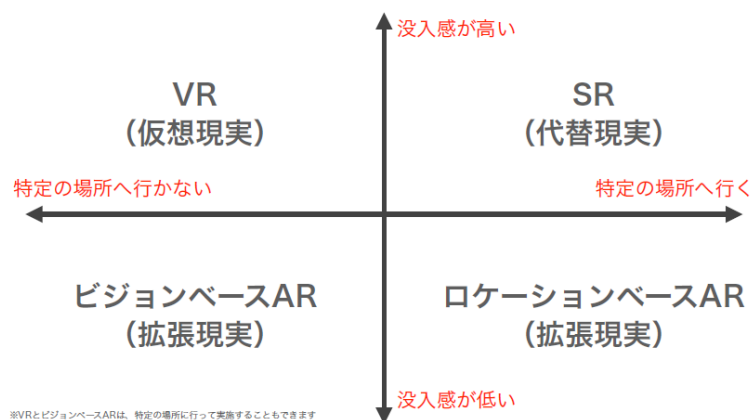 没入感が高い
VR
（仮想現実）
SR
（代替現実）
特定の場所へ行かない
特定の場所へ行く
ビジョンベースAR
（拡張現実）
ロケーションベースAR
（拡張現実）
没入感が低い
※VRとビジョンベースARは、特定の場所に行って実施することもできます